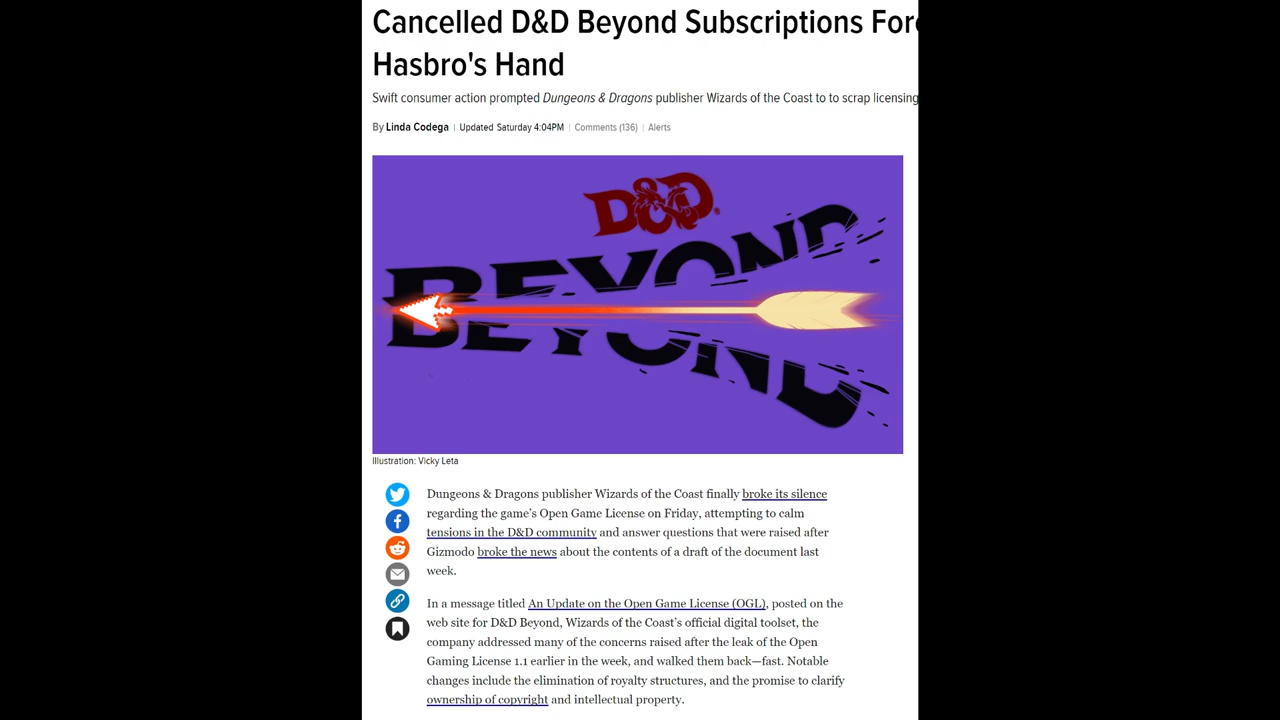 Cancelled D&D Beyond Subscriptions
Hasbro's Hand
Swift consumer action prompted Dungeons & Dragons publisher Wizards of the Coast to to scrap licensing
By Linda Codega | Updated Saturday 4:04PM | Comments (136) | Alerts
D&D
BEYOND
Illustration: Vicky Leta
Dungeons & Dragons publisher Wizards of the Coast finally broke its silence
regarding the game's Open Game License on Friday, attempting to calm
tensions in the D&D community and answer questions that were raised after
Gizmodo broke the news about the contents of a draft of the document last
week.
In a message titled An Update on the Open Game License (OGL), posted on the
web site for D&D Beyond, Wizards of the Coast’s official digital toolset, the
company addressed many of the concerns raised after the leak of the Open
Gaming License 1.1 earlier in the week, and walked them back—fast. Notable
changes include the elimination of royalty structures, and the promise to clarify
ownership of copyright and intellectual property.